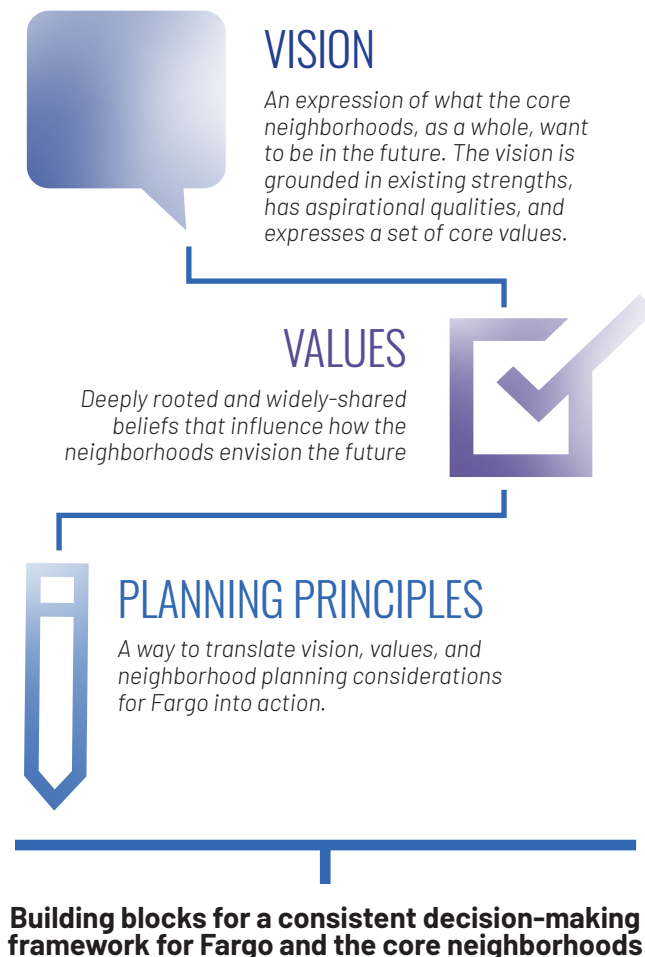 VISION
An expression of what the core
neighborhoods, as a whole, want
to be in the future. The vision is
grounded in existing strengths,
has aspirational qualities, and
expresses a set of core values.
VALUES
Deeply rooted and widely-shared
beliefs that influence how the
neighborhoods envision the future
PLANNING PRINCIPLES
A way to translate vision, values, and
neighborhood planning considerations
for Fargo into action.
Building blocks for a consistent decision-making
framework for Fargo and the core neighborhoods